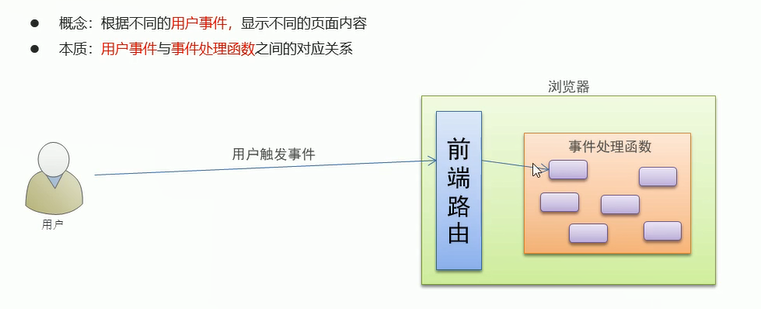 ● 概念：根据不同的用户事件，显示不同的页面内容
● 本质：用户事件与事件处理函数之间的对应关系
浏览器
用户触发事件
前端路由
事件处理函数
用户